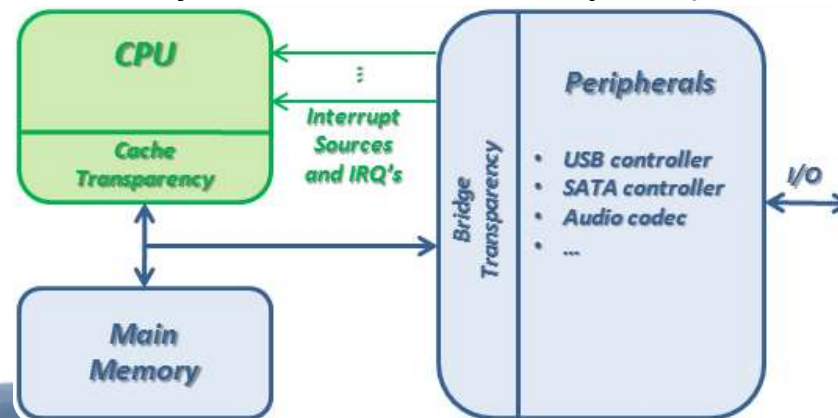 CPU
Cache
Transparency
...
Interrupt
Sources
and IRQ's
Main
Memory
Bridge
Transparency
Peripherals
• USB controller
• SATA controller
• Audio codec
• ...
I/O